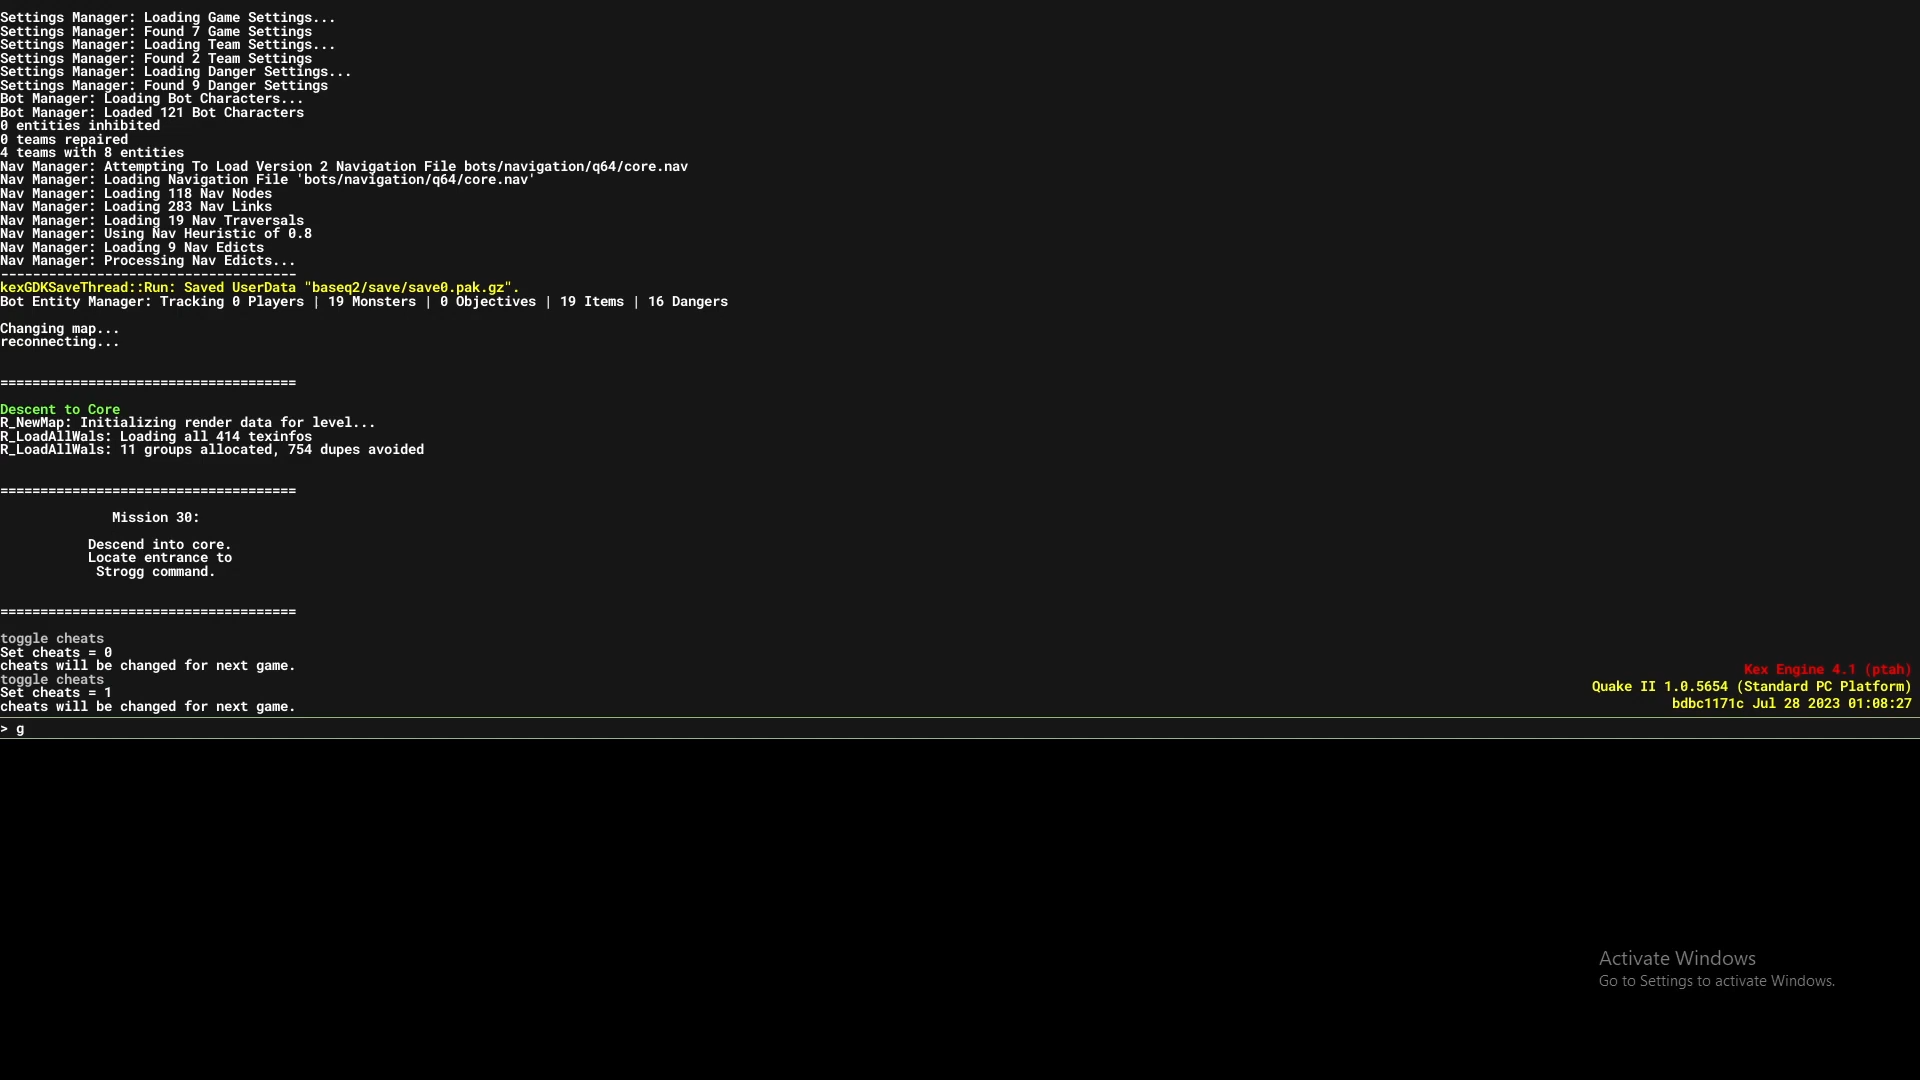 Settings Manager: Loading Game Settings...
Settings Manager: Found 7 Game Settings
Settings Manager: Loading Team Settings...
Settings Manager: Found 2 Team Settings
Settings Manager: Loading Danger Settings...
Settings Manager: Found 9 Danger Settings
Bot Manager: Loading Bot Characters...
Bot Manager: Loaded 121 Bot Characters
0 entities inhibited
0 teams repaired
4 teams with 8 entities
Nav Manager: Attempting To Load Version 2 Navigation File bots/navigation/q64/core.nav
Nav Manager: Loading Navigation File 'bots/navigation/q64/core.nav'
Nav Manager: Loading 118 Nav Nodes
Nav Manager: Loading 283 Nav Links
Nav Manager: Loading 19 Nav Traversals
Nav Manager: Using Nav Heuristic of 0.8
Nav Manager: Loading 9 Nav Edicts
Nav Manager: Processing Nav Edicts...
-------------------------------------
kexGDKSaveThread::Run: Saved UserData "baseq2/save/save0.pak.gz".
Bot Entity Manager: Tracking 0 Players | 19 Monsters | 0 Objectives | 19 Items | 16 Dangers
Changing map...
reconnecting...
=====================================
Descent to Core
R_NewMap: Initializing render data for level...
R_LoadAllWals: Loading all 414 texinfos
R_LoadAllWals: 11 groups allocated, 754 dupes avoided
=====================================
Mission 30:
Descend into core.
Locate entrance to
Strogg command.
=====================================
toggle cheats
Set cheats = 0
cheats will be changed for next game.
toggle cheats
Set cheats = 1
cheats will be changed for next game.
Kex Engine 4.1 (ptah)
Quake II 1.0.5654 (Standard PC Platform)
bdbc1171c Jul 28 2023 01:08:27
> g
Activate Windows
Go to Settings to activate Windows.